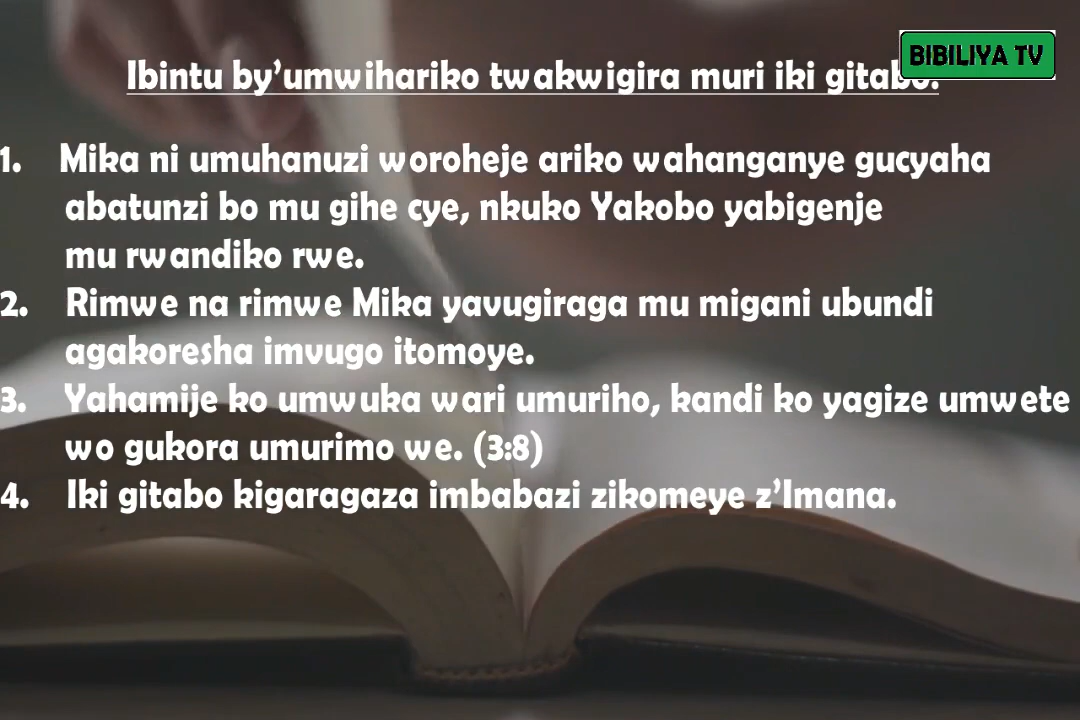 BIBILIYA TV
Ibintu by’umwihariko twakwigira muri iki gitabo.
1. Mika ni umuhanuzi woroheje ariko wahanganye gucyaha
abatunzi bo mu gihe cye, nkuko Yakobo yabigenje
mu rwandiko rwe.
2. Rimwe na rimwe Mika yavugiraga mu migani ubundi
agakoresha imvugo itomoye.
3. Yahamije ko umwuka wari umuriho, kandi ko yagize umwete
wo gukora umurimo we. (3:8)
4. Iki gitabo kigaragaza imbabazi zikomeye z’Imana.